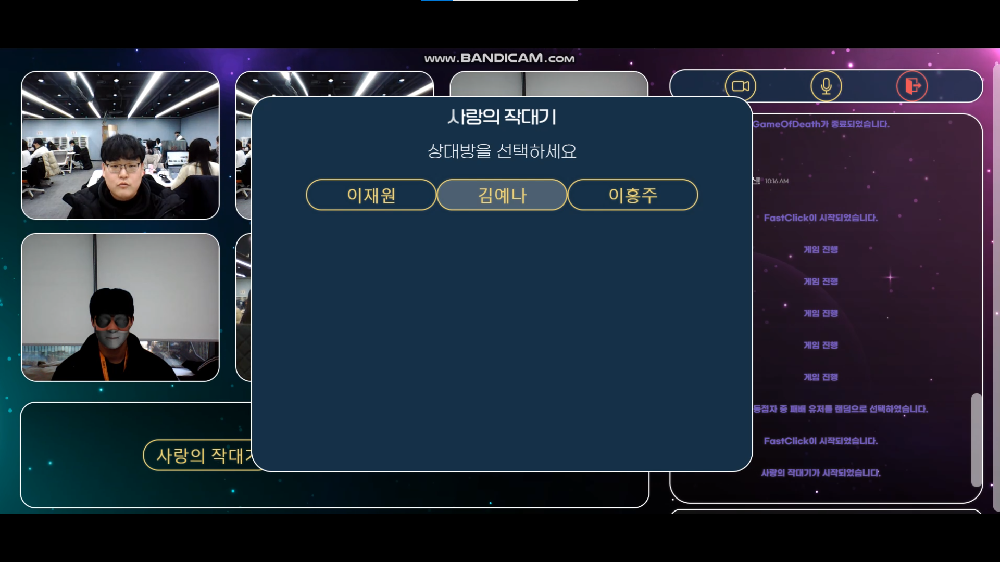 www.BANDICAM.com
사랑의 작대기
상대방을 선택하세요
이재원
김예나
이홍주
사랑의 작대기
GameOfDeath가 종료되었습니다.
10:16 AM
FastClick이 시작되었습니다.
게임 진행
게임 진행
게임 진행
게임 진행
게임 진행
동점자 중 패배 유저를 랜덤으로 선택하였습니다.
FastClick이 시작되었습니다.
사랑의 작대기가 시작되었습니다.